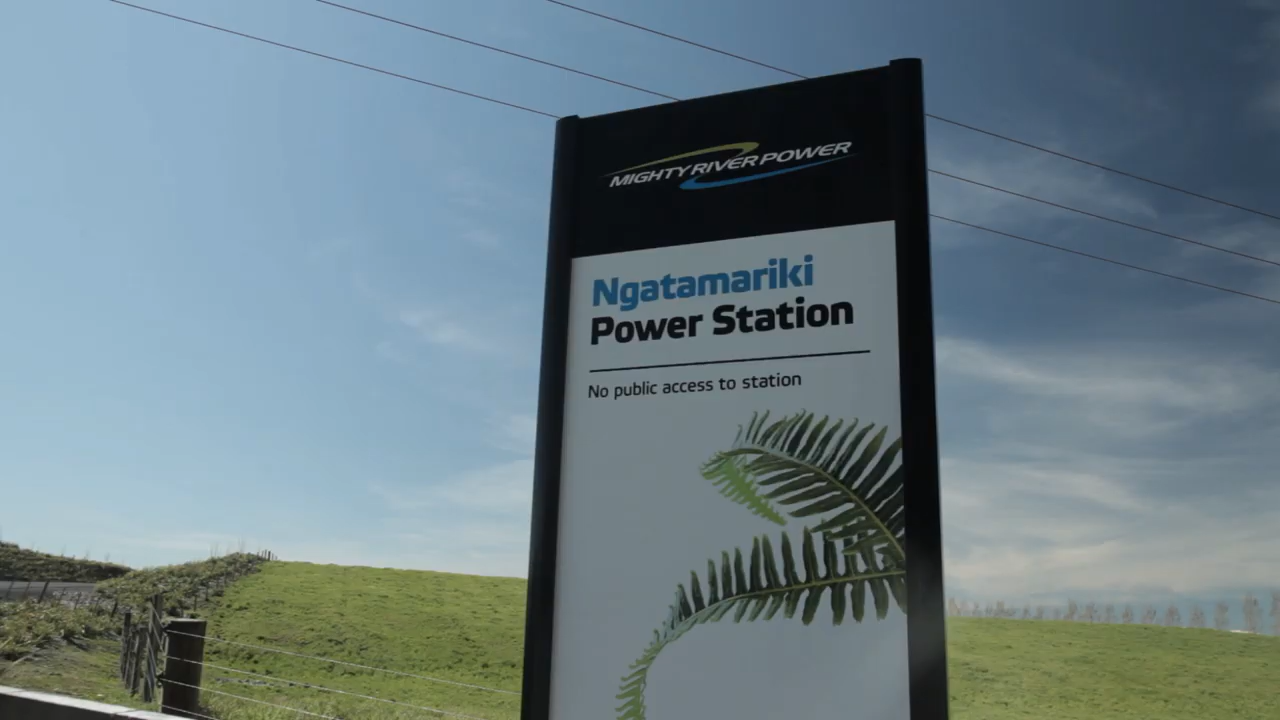 MIGHTY RIVER POWER
Ngatamariki
Power Station
No public access to station